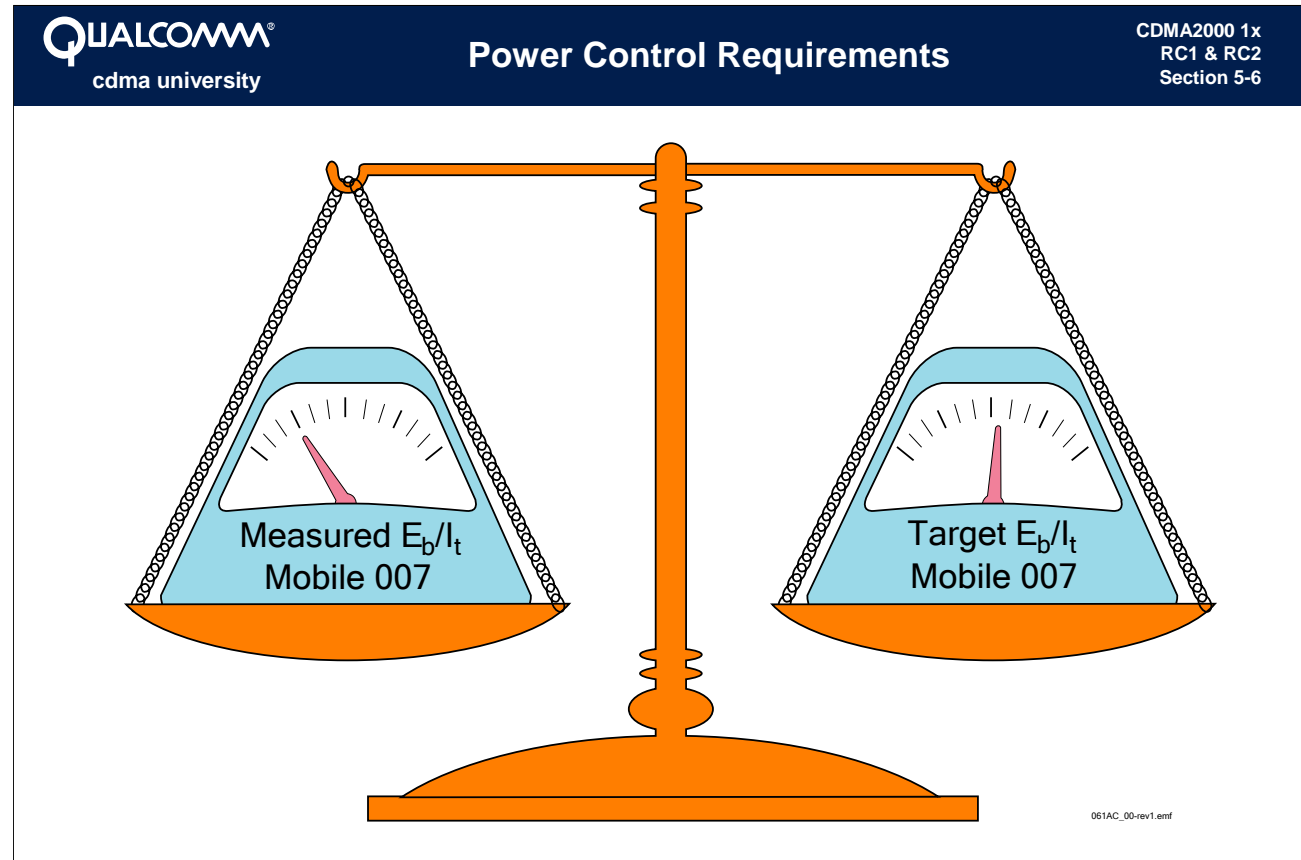 QUALCOMM®
cdma university
Power Control Requirements
CDMA2000 1x
RC1 & RC2
Section 5-6
Measured Eb/It
Mobile 007
Target Eb/It
Mobile 007
061AC_00-rev1.emf